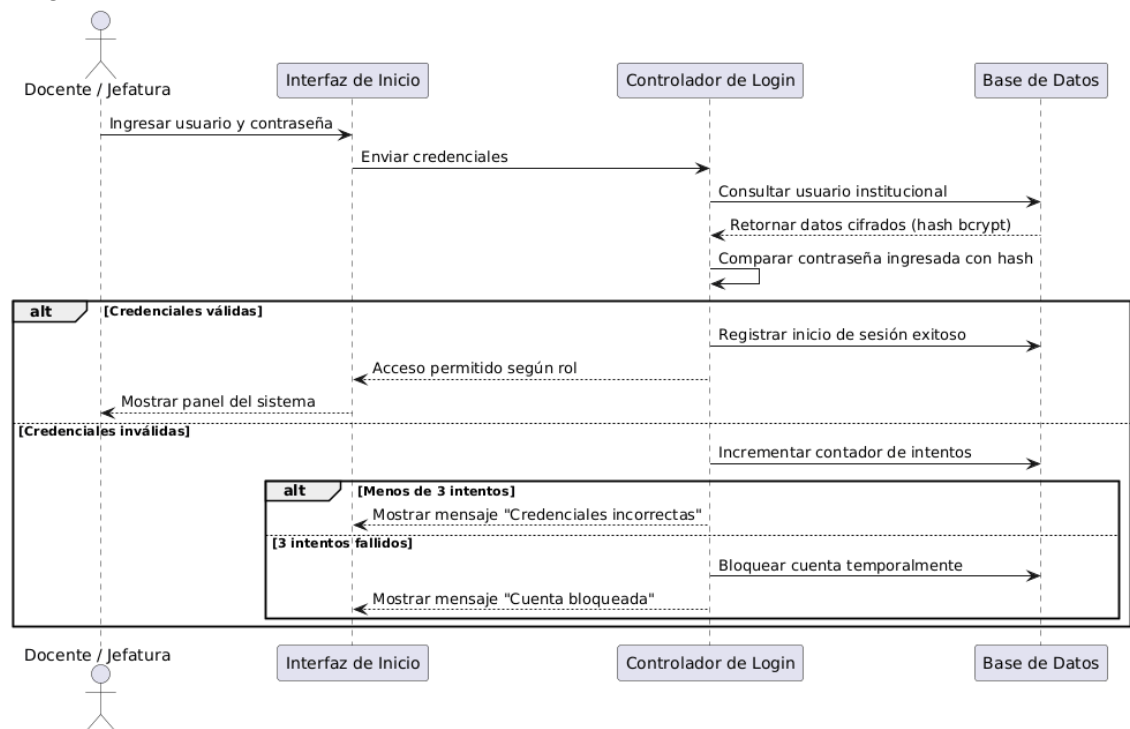 Docente / Jefatura
Interfaz de Inicio
Controlador de Login
Base de Datos
Ingresar usuario y contraseña
Enviar credenciales
Consultar usuario institucional
Retornar datos cifrados (hash bcrypt)
Comparar contraseña ingresada con hash
alt
[Credenciales válidas]
Registrar inicio de sesión exitoso
Acceso permitido según rol
Mostrar panel del sistema
[Credenciales inválidas]
Incrementar contador de intentos
alt
[Menos de 3 intentos]
Mostrar mensaje "Credenciales incorrectas"
[3 intentos fallidos]
Bloquear cuenta temporalmente
Mostrar mensaje "Cuenta bloqueada"
Docente / Jefatura
Interfaz de Inicio
Controlador de Login
Base de Datos